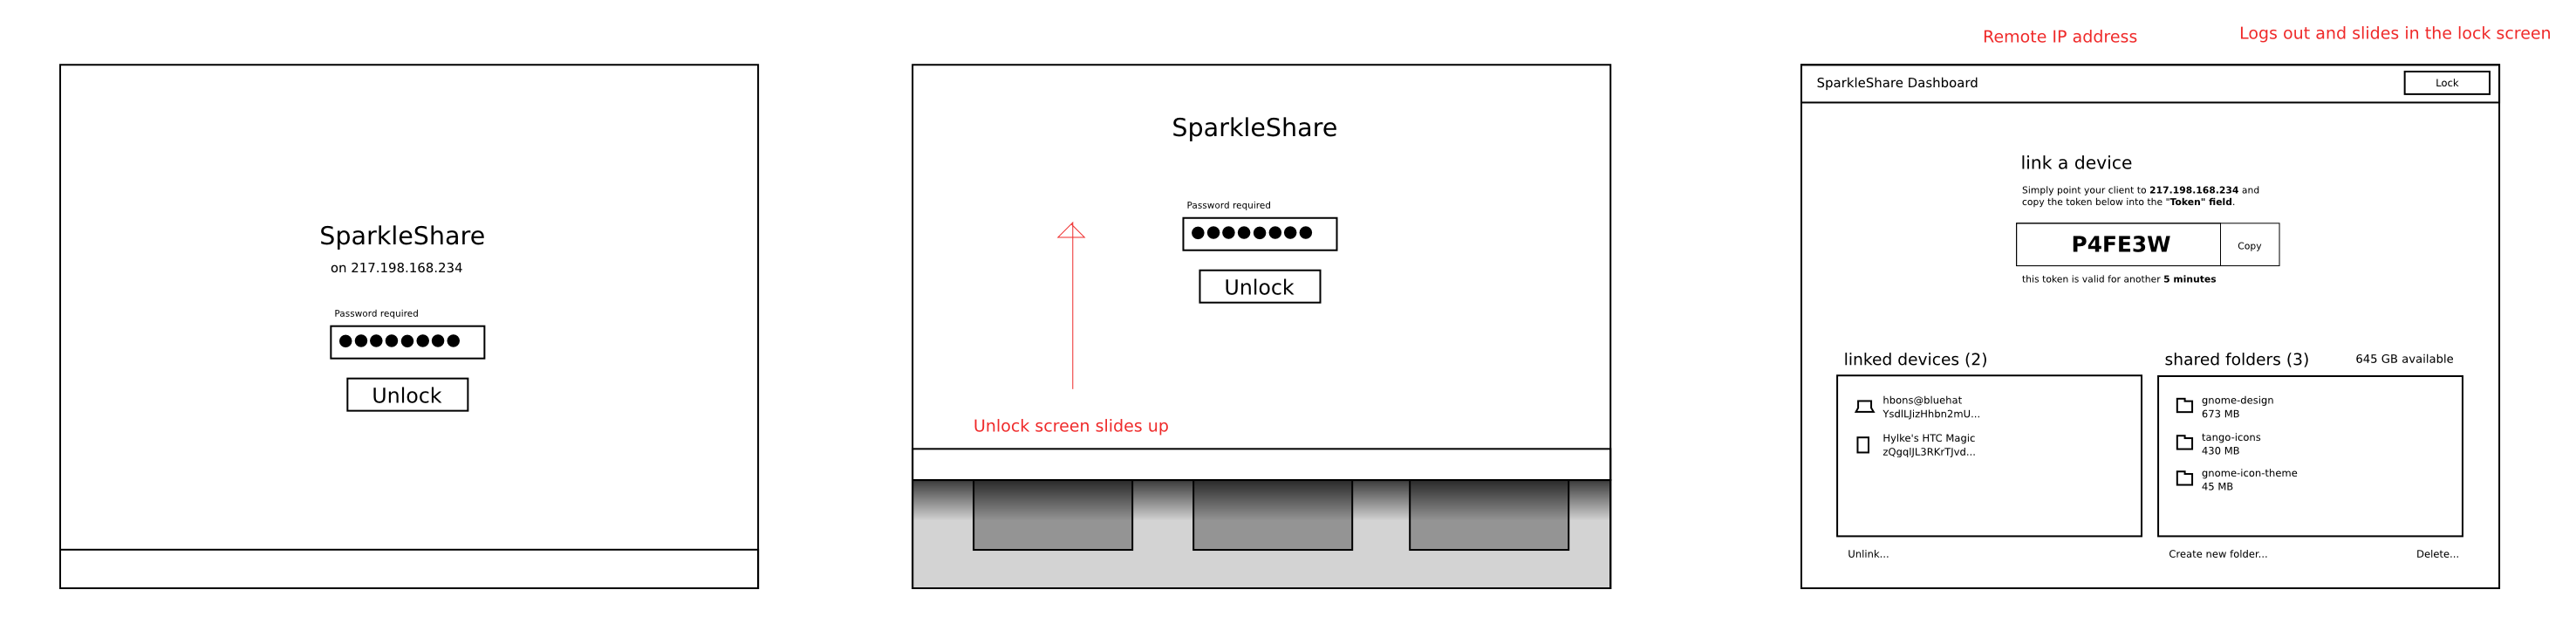 SparkleShare
on 217.198.168.234
Password required
Unlock
SparkleShare
Password required
Unlock
Unlock screen slides up
Remote IP address
Logs out and slides in the lock screen
SparkleShare Dashboard
Lock
link a device
Simply point your client to 217.198.168.234 and
copy the token below into the "Token" field.
P4FE3W
Copy
this token is valid for another 5 minutes
linked devices (2)
hbons@bluehat
YsdlLJizHhbn2mU...
Hylke's HTC Magic
zQgqlJL3RKrTJvd...
Unlink...
shared folders (3)
645 GB available
gnome-design
673 MB
tango-icons
430 MB
gnome-icon-theme
45 MB
Create new folder...
Delete...